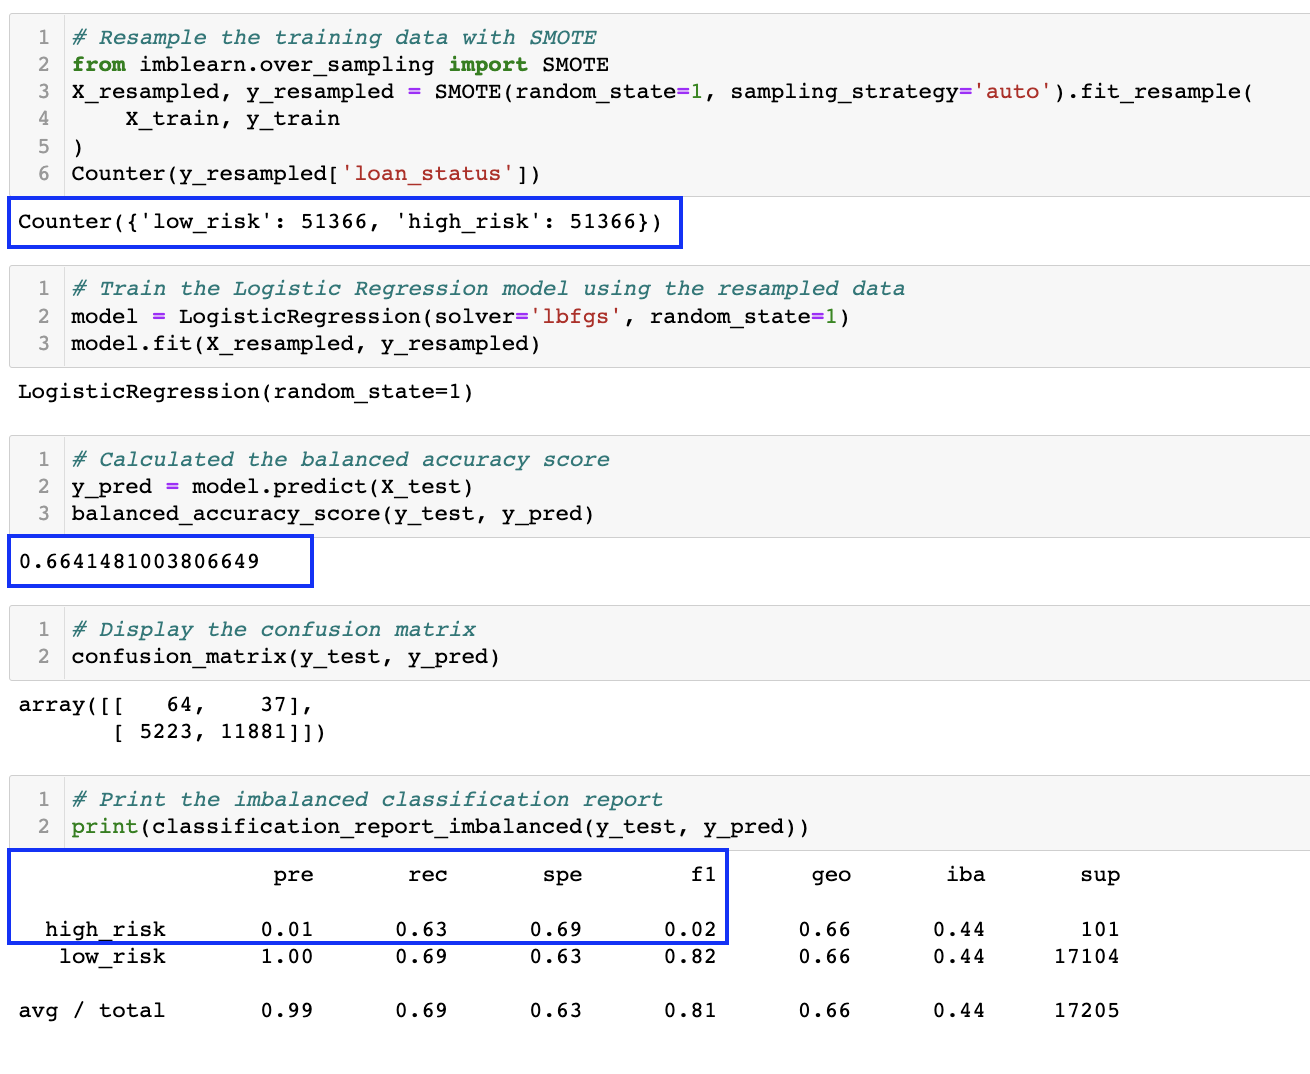 1 # Resample the training data with SMOTE
2 from imblearn.over_sampling import SMOTE
3 X_resampled, y_resampled = SMOTE(random_state=1, sampling_strategy='auto').fit_resample(
4     X_train, y_train
5 )
6 Counter(y_resampled['loan_status'])
Counter({'low_risk': 51366, 'high_risk': 51366})
1 # Train the Logistic Regression model using the resampled data
2 model = LogisticRegression(solver='lbfgs', random_state=1)
3 model.fit(X_resampled, y_resampled)
LogisticRegression(random_state=1)
1 # Calculated the balanced accuracy score
2 y_pred = model.predict(X_test)
3 balanced_accuracy_score(y_test, y_pred)
0.6641481003806649
1 # Display the confusion matrix
2 confusion_matrix(y_test, y_pred)
array([[   64,    37],
       [ 5223, 11881]])
1 # Print the imbalanced classification report
2 print(classification_report_imbalanced(y_test, y_pred))
pre rec spe f1 geo iba sup
high_risk 0.01 0.63 0.69 0.02 0.66 0.44 101
low_risk 1.00 0.69 0.63 0.82 0.66 0.44 17104
avg / total 0.99 0.69 0.63 0.81 0.66 0.44 17205